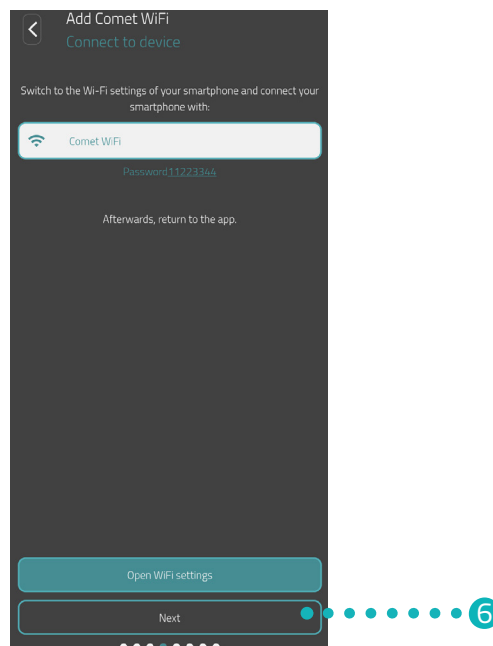 Add Comet WiFi
Connect to device
Switch to the Wi-Fi settings of your smartphone and connect your
smartphone with:
Comet WiFi
Password11223344
Afterwards, return to the app.
Open WiFi settings
Next
6